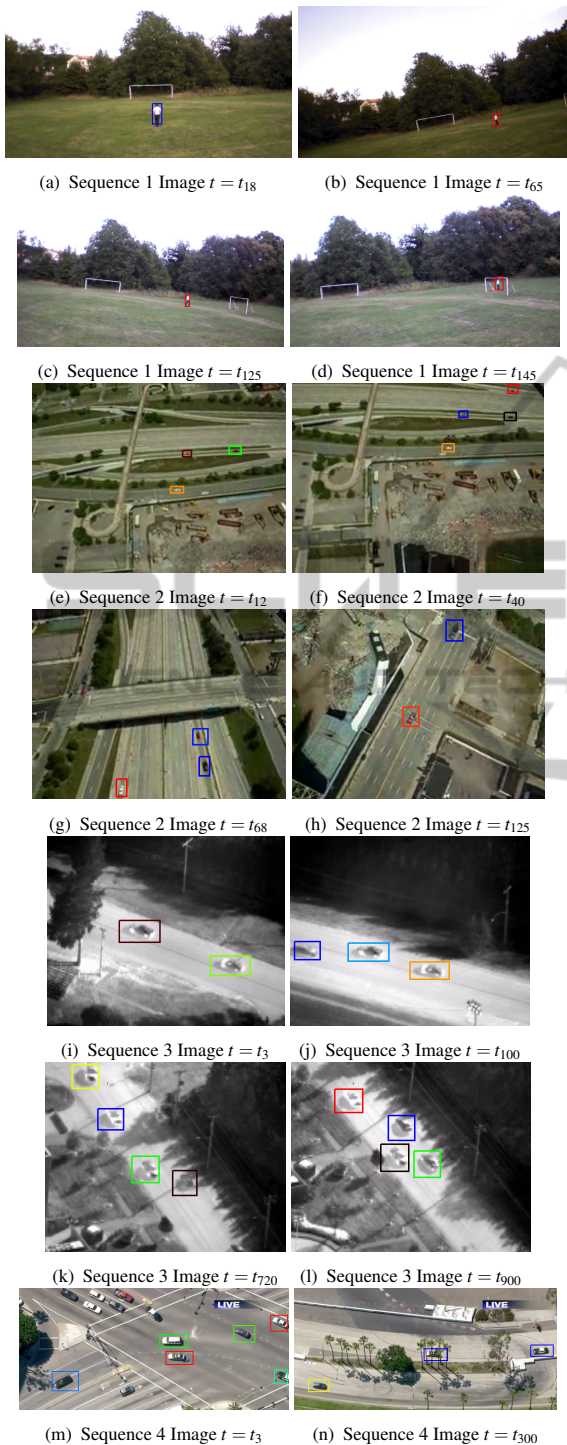 (a) Sequence 1 Image t = t18
(b) Sequence 1 Image t = t65
(c) Sequence 1 Image t = t125
(d) Sequence 1 Image t = t145
(e) Sequence 2 Image t = t12
(f) Sequence 2 Image t = t40
(g) Sequence 2 Image t = t68
(h) Sequence 2 Image t = t125
(i) Sequence 3 Image t = t3
(j) Sequence 3 Image t = t100
(k) Sequence 3 Image t = t720
(l) Sequence 3 Image t = t900
LIVE
LIVE
(m) Sequence 4 Image t = t3
(n) Sequence 4 Image t = t300